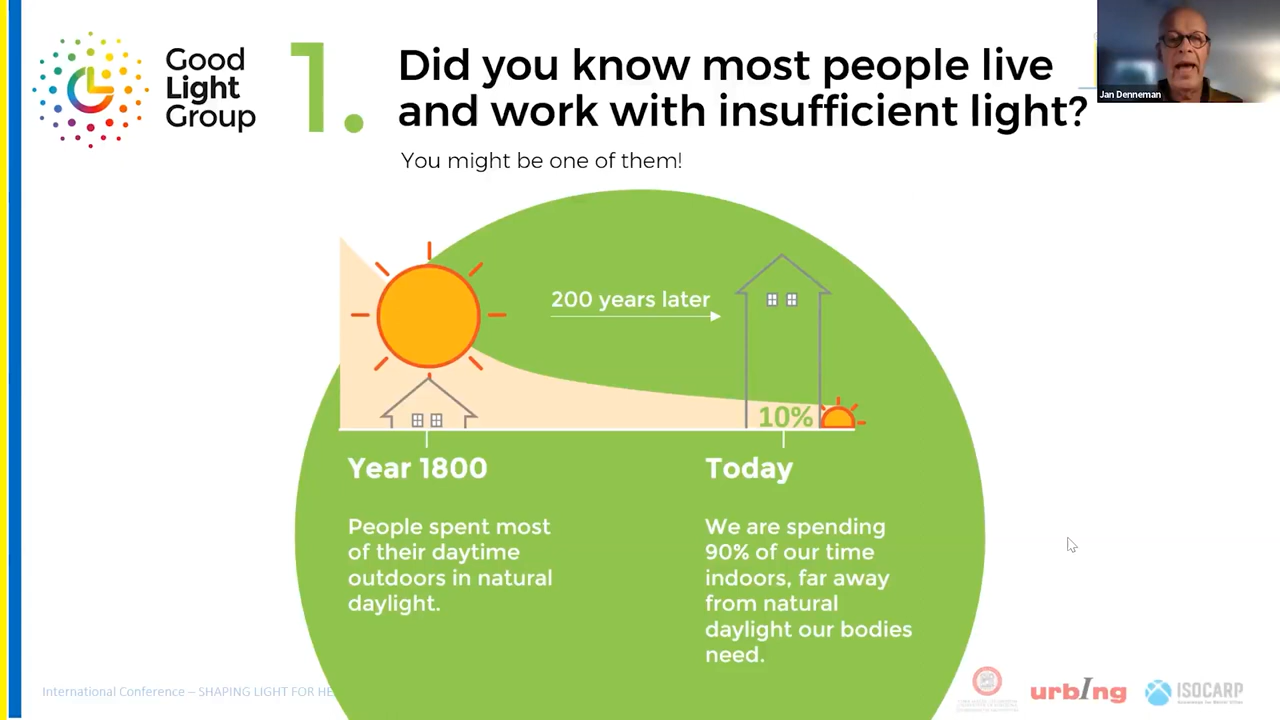 Good
Light
Group
1.
Did you know most people live
and work with insufficient light?
You might be one of them!
Jan Denneman
200 years later
10%
Year 1800
Today
People spent most
of their daytime
outdoors in natural
daylight.
We are spending
90% of our time
indoors, far away
from natural
daylight our bodies
need.
International Conference – SHAPING LIGHT FOR HE
urbIng
ISOCARP